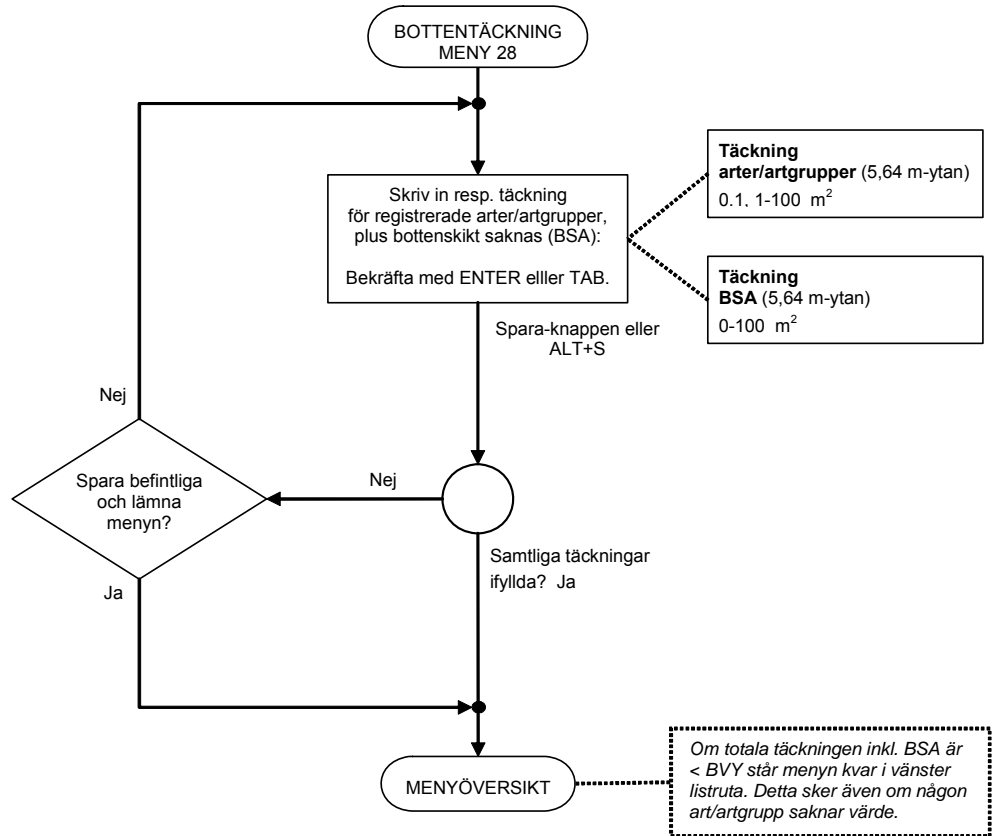 BOTTENTÄCKNING
MENY 28
Skriv in resp. täckning
för registrerade arter/artgrupper,
plus bottenskikt saknas (BSA):
Bekräfta med ENTER elller TAB.
Täckning
arter/artgrupper (5,64 m-ytan)
0.1, 1-100 m²
Täckning
BSA (5,64 m-ytan)
0-100 m²
Spara-knappen eller
ALT+S
Nej
Spara befintliga
och lämna
menyn?
Nej
Ja
Samtliga täckningar
ifyllda? Ja
MENYÖVERSIKT
Om totala täckningen inkl. BSA är
< BVY står menyn kvar i vänster
listruta. Detta sker även om någon
art/artgrupp saknar värde.